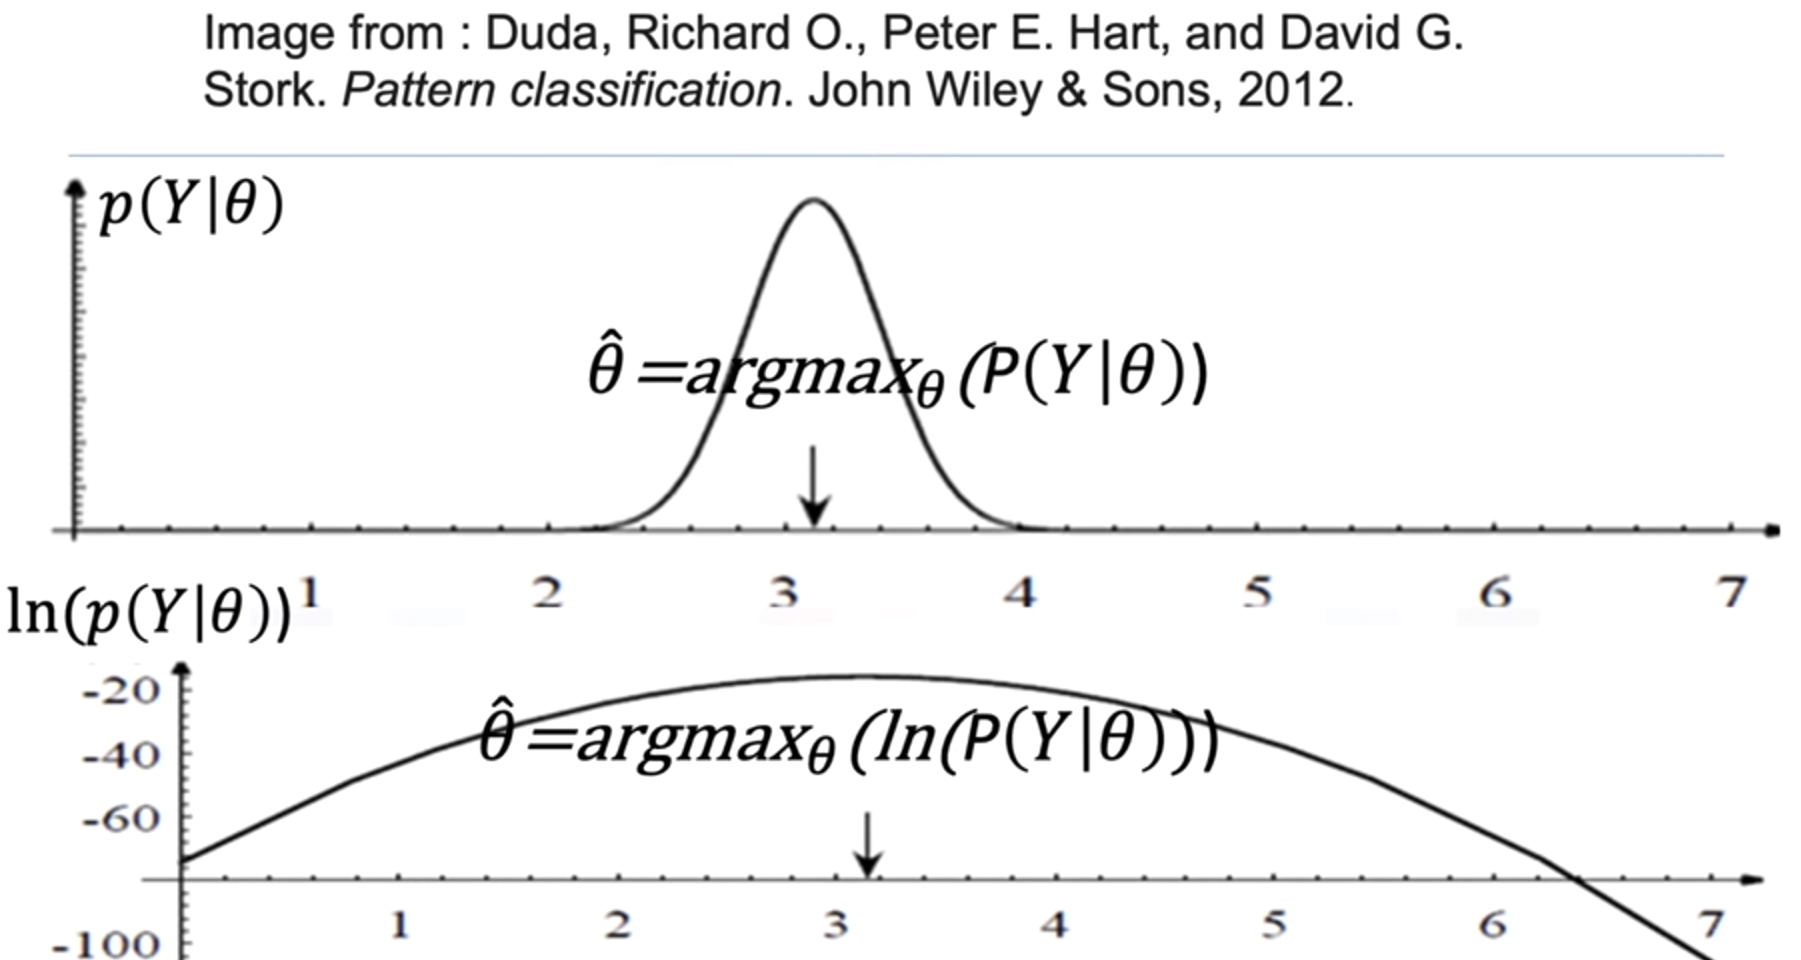 Image from : Duda, Richard O., Peter E. Hart, and David G.
Stork. Pattern classification. John Wiley & Sons, 2012.
p(Y|θ)
θ̂ =argmaxθ (P(Y|θ))
1 2 3 4 5 6 7
ln(p(Y|θ))
-20
θ̂ =argmaxθ (ln(P(Y|θ)))
-40
-60
1 2 3 4 5 6 7
-100